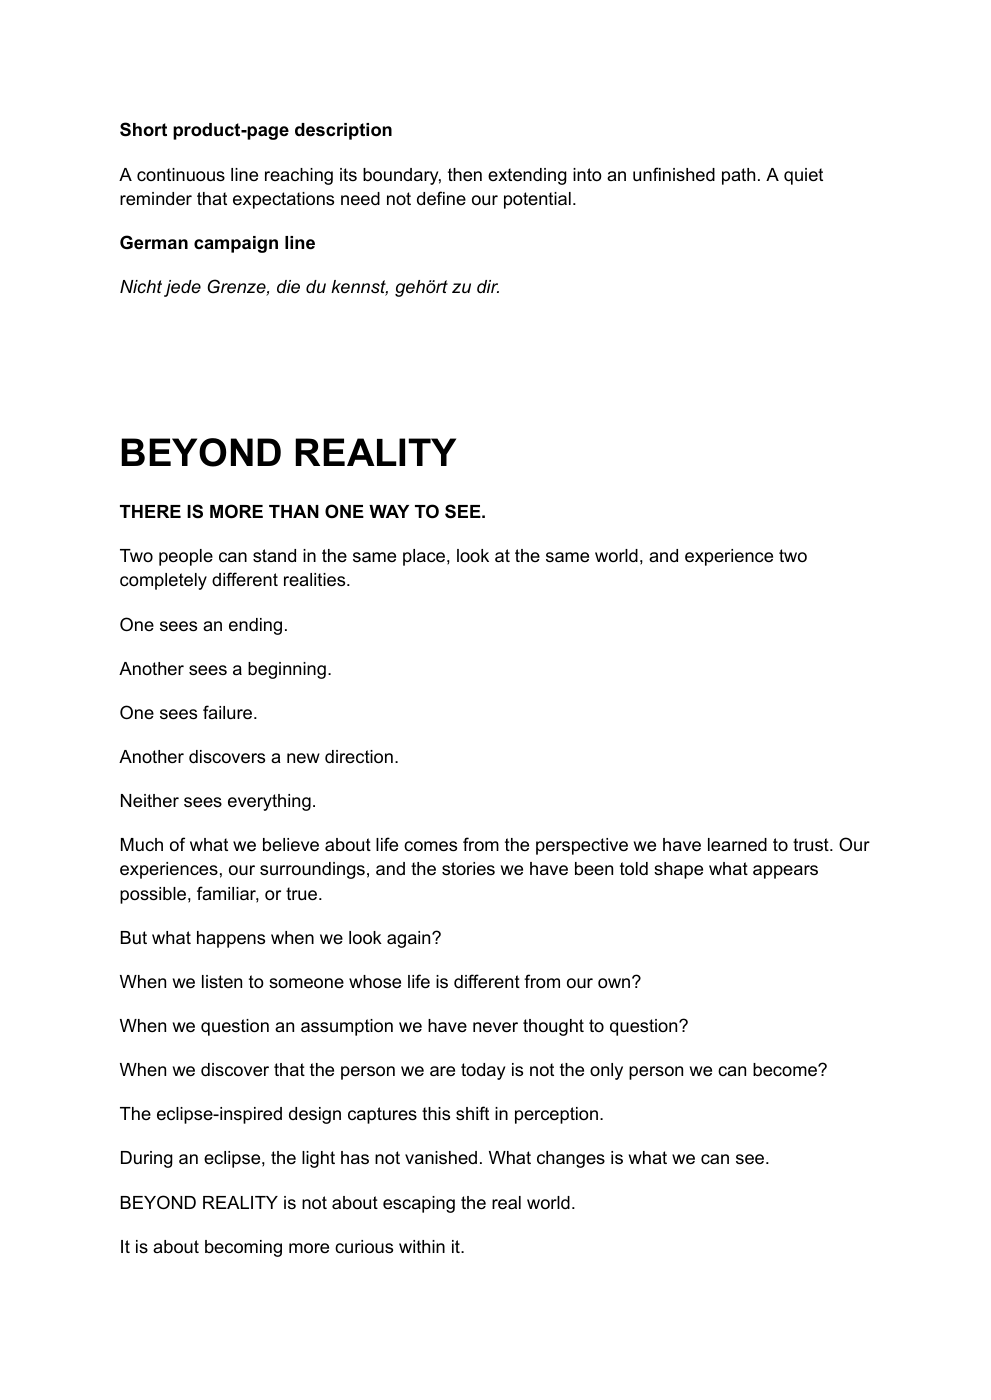 Short product-page description
A continuous line reaching its boundary, then extending into an unfinished path. A quiet
reminder that expectations need not define our potential.
German campaign line
Nicht jede Grenze, die du kennst, gehört zu dir.
BEYOND REALITY
THERE IS MORE THAN ONE WAY TO SEE.
Two people can stand in the same place, look at the same world, and experience two
completely different realities.
One sees an ending.
Another sees a beginning.
One sees failure.
Another discovers a new direction.
Neither sees everything.
Much of what we believe about life comes from the perspective we have learned to trust. Our
experiences, our surroundings, and the stories we have been told shape what appears
possible, familiar, or true.
But what happens when we look again?
When we listen to someone whose life is different from our own?
When we question an assumption we have never thought to question?
When we discover that the person we are today is not the only person we can become?
The eclipse-inspired design captures this shift in perception.
During an eclipse, the light has not vanished. What changes is what we can see.
BEYOND REALITY is not about escaping the real world.
It is about becoming more curious within it.